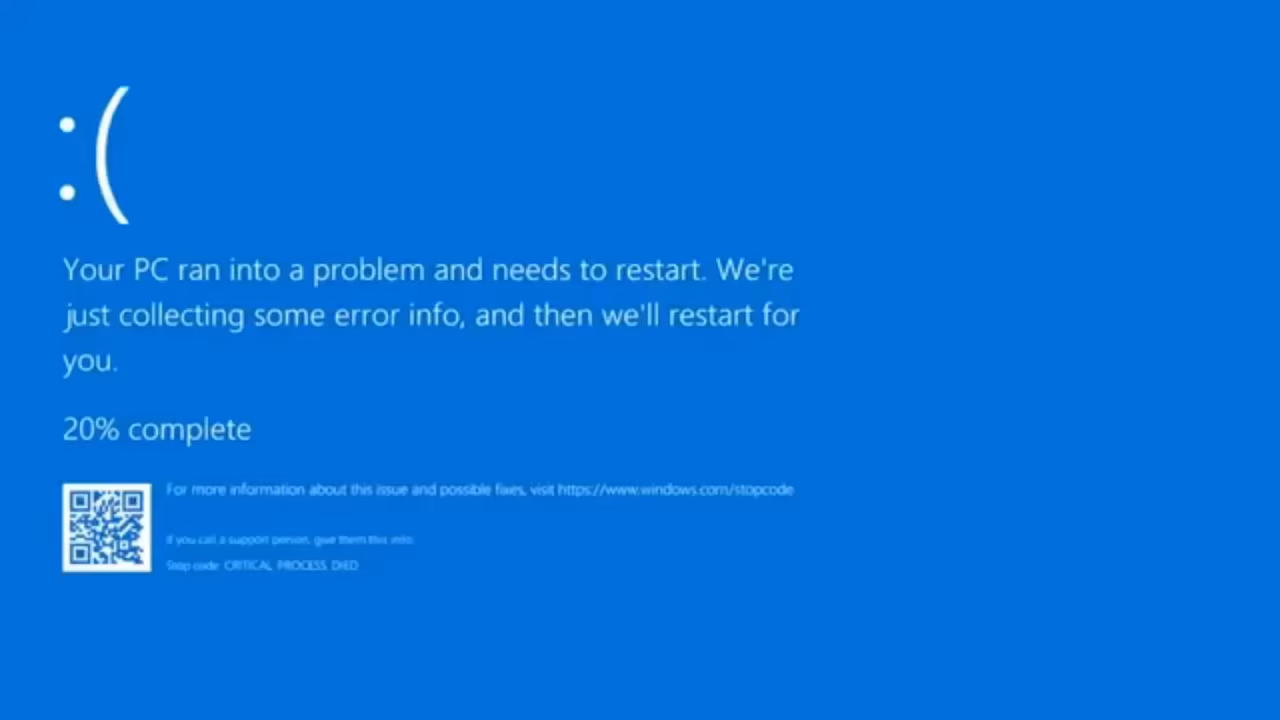 :(
Your PC ran into a problem and needs to restart. We're
just collecting some error info, and then we'll restart for
you.
20% complete
For more information about this issue and possible fixes, visit https://www.windows.com/stopcode
If you call a support person, give them this info:
Stop code: CRITICAL_PROCESS_DIED